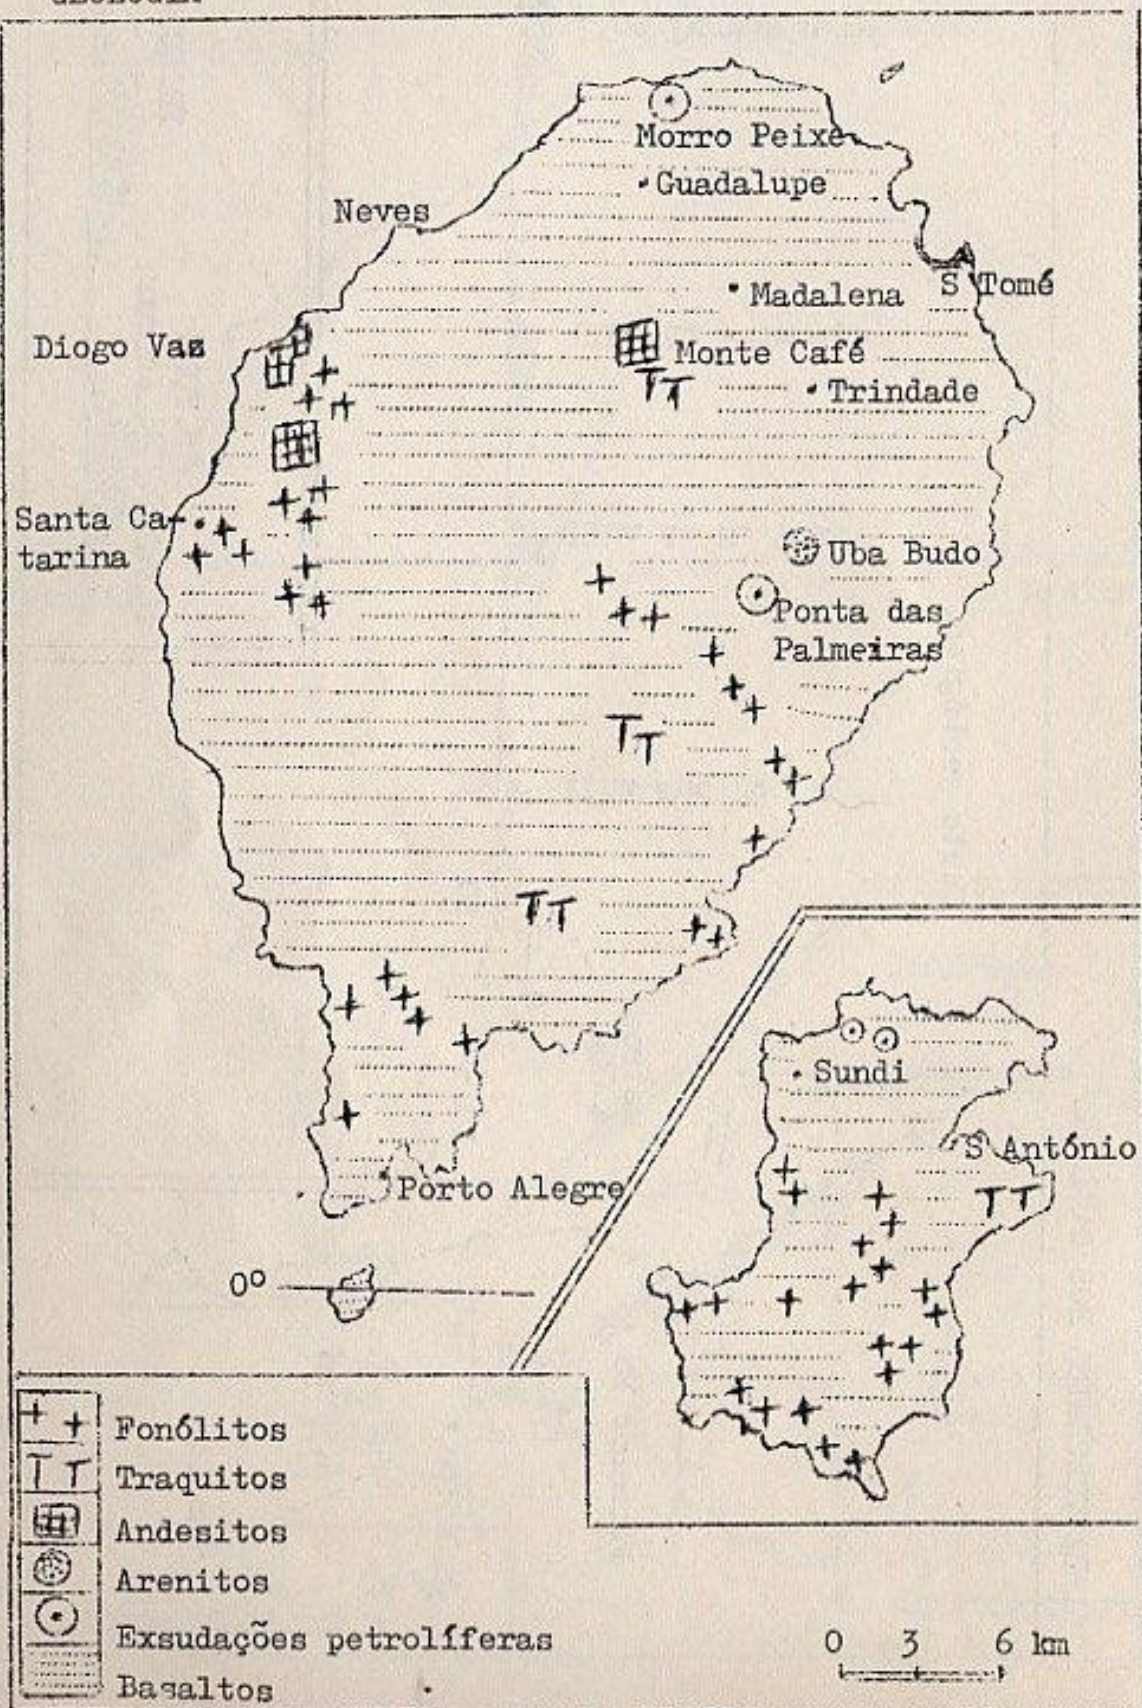 Morro Peixe
Guadalupe
Neves
S Tomé
Madalena
Diogo Vaz
Monte Café
Trindade
Santa Ca-
tarina
Uba Budo
Ponta das
Palmeiras
Sundi
S António
Pôrto Alegre
0º
Fonólitos
Traquitos
Andesitos
Arenitos
Exsudações petrolíferas
0 3 6 km
Basaltos